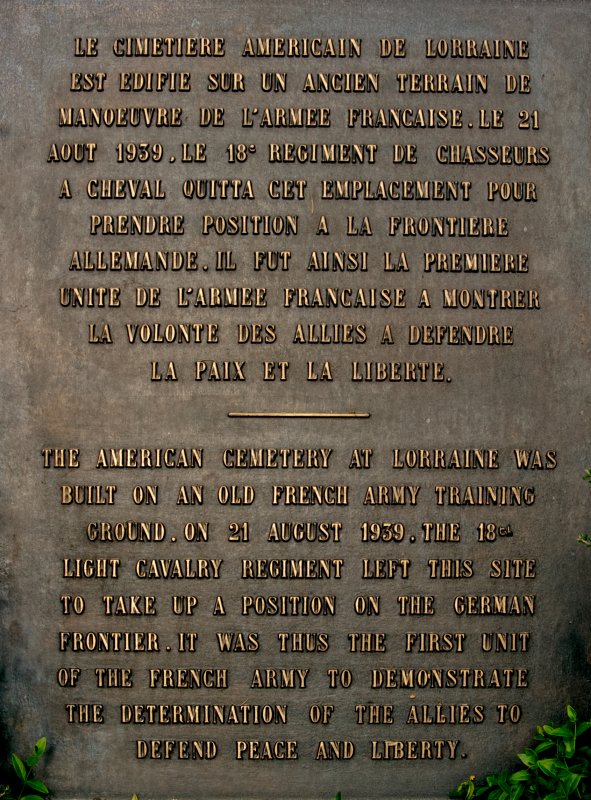 LE CIMETIERE AMERICAIN DE LORRAINE
EST EDIFIE SUR UN ANCIEN TERRAIN DE
MANOEUVRE DE L'ARMEE FRANCAISE. LE 21
AOUT 1939. LE 18e REGIMENT DE CHASSEURS
A CHEVAL QUITTA CET EMPLACEMENT POUR
PRENDRE POSITION A LA FRONTIERE
ALLEMANDE. IL FUT AINSI LA PREMIERE
UNITE DE L'ARMEE FRANCAISE A MONTRER
LA VOLONTE DES ALLIES A DEFENDRE
LA PAIX ET LA LIBERTE.
THE AMERICAN CEMETERY AT LORRAINE WAS
BUILT ON AN OLD FRENCH ARMY TRAINING
GROUND. ON 21 AUGUST 1939. THE 18th
LIGHT CAVALRY REGIMENT LEFT THIS SITE
TO TAKE UP A POSITION ON THE GERMAN
FRONTIER. IT WAS THUS THE FIRST UNIT
OF THE FRENCH ARMY TO DEMONSTRATE
THE DETERMINATION OF THE ALLIES TO
DEFEND PEACE AND LIBERTY.